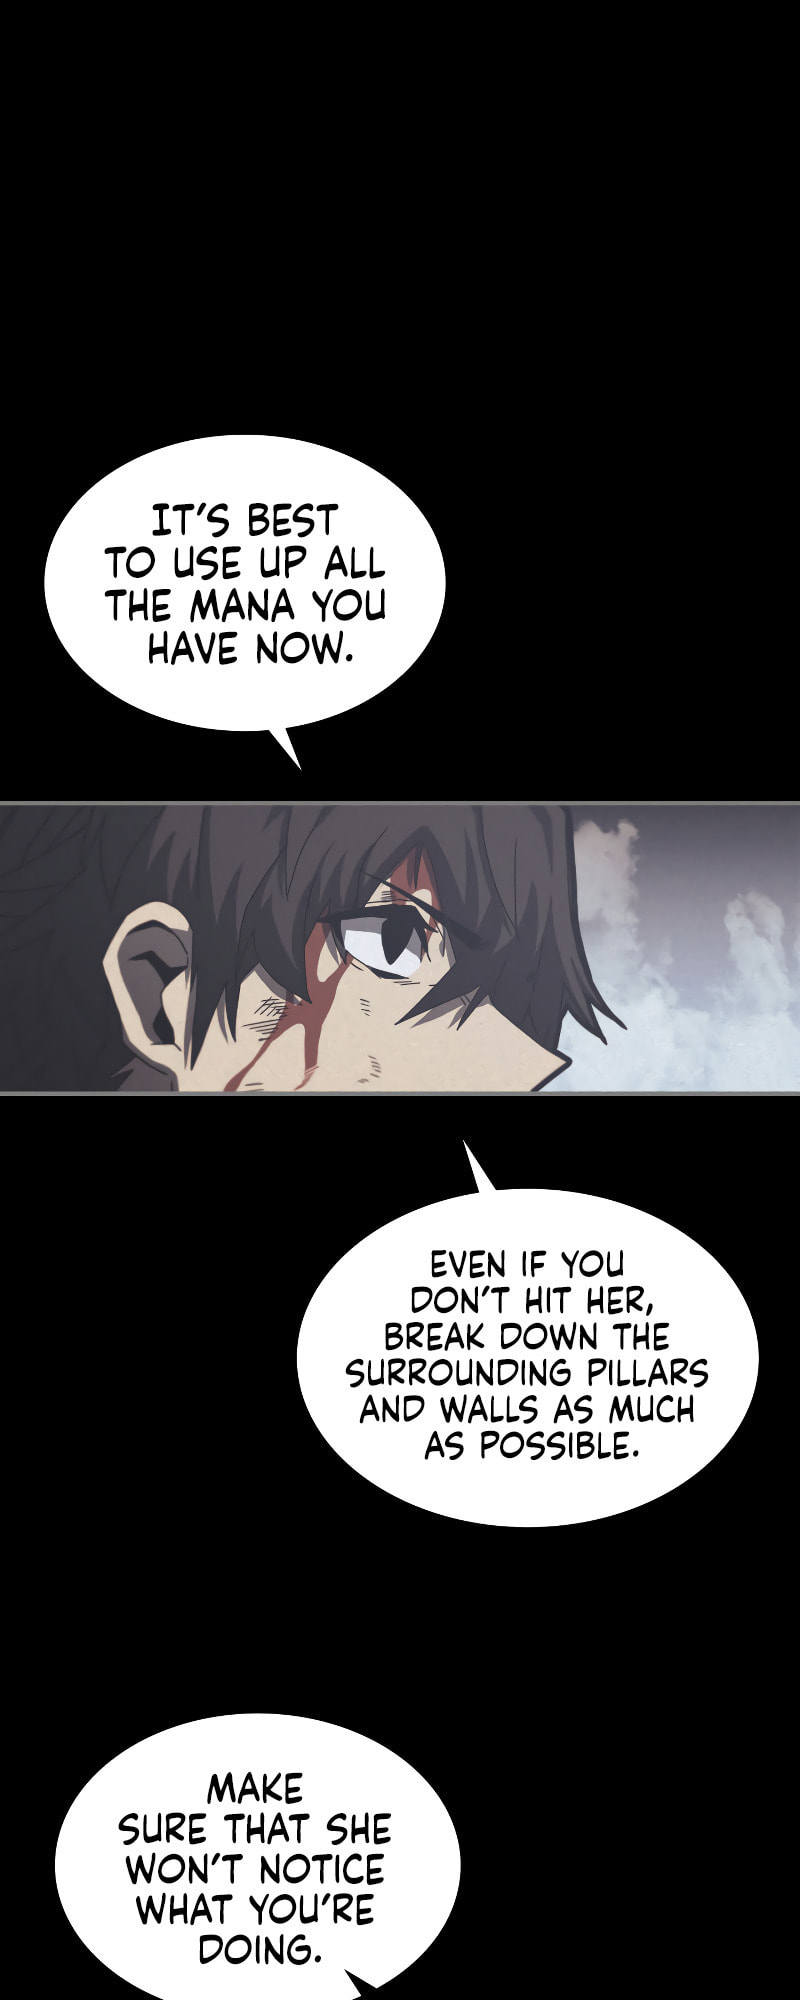 IT'S BEST
TO USE UP ALL
THE MANA YOU
HAVE NOW.
EVEN IF YOU
DON'T HIT HER,
BREAK DOWN THE
SURROUNDING PILLARS
AND WALLS AS MUCH
AS POSSIBLE.
MAKE
SURE THAT SHE
WON'T NOTICE
WHAT YOU'RE
DOING.